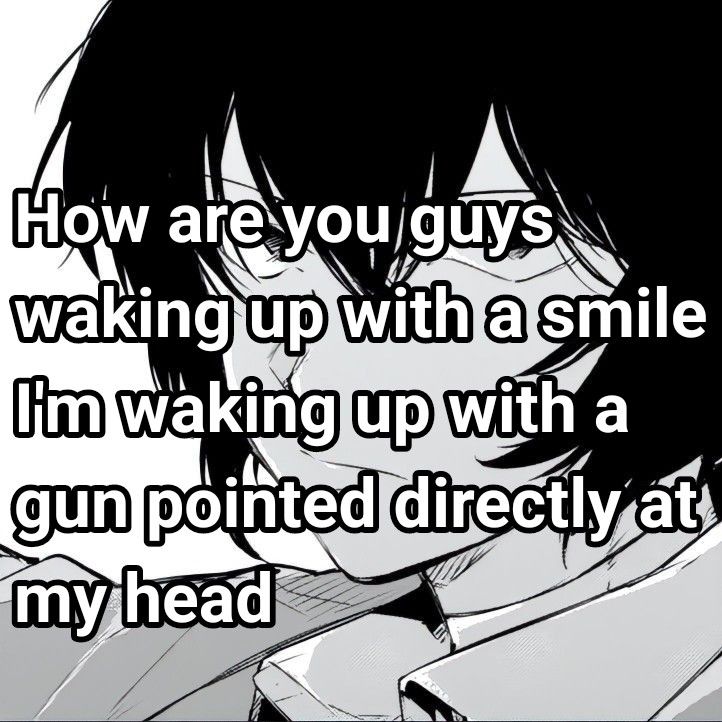 How are you guys
waking up with a smile
I'm waking up with a
gun pointed directly at
my head